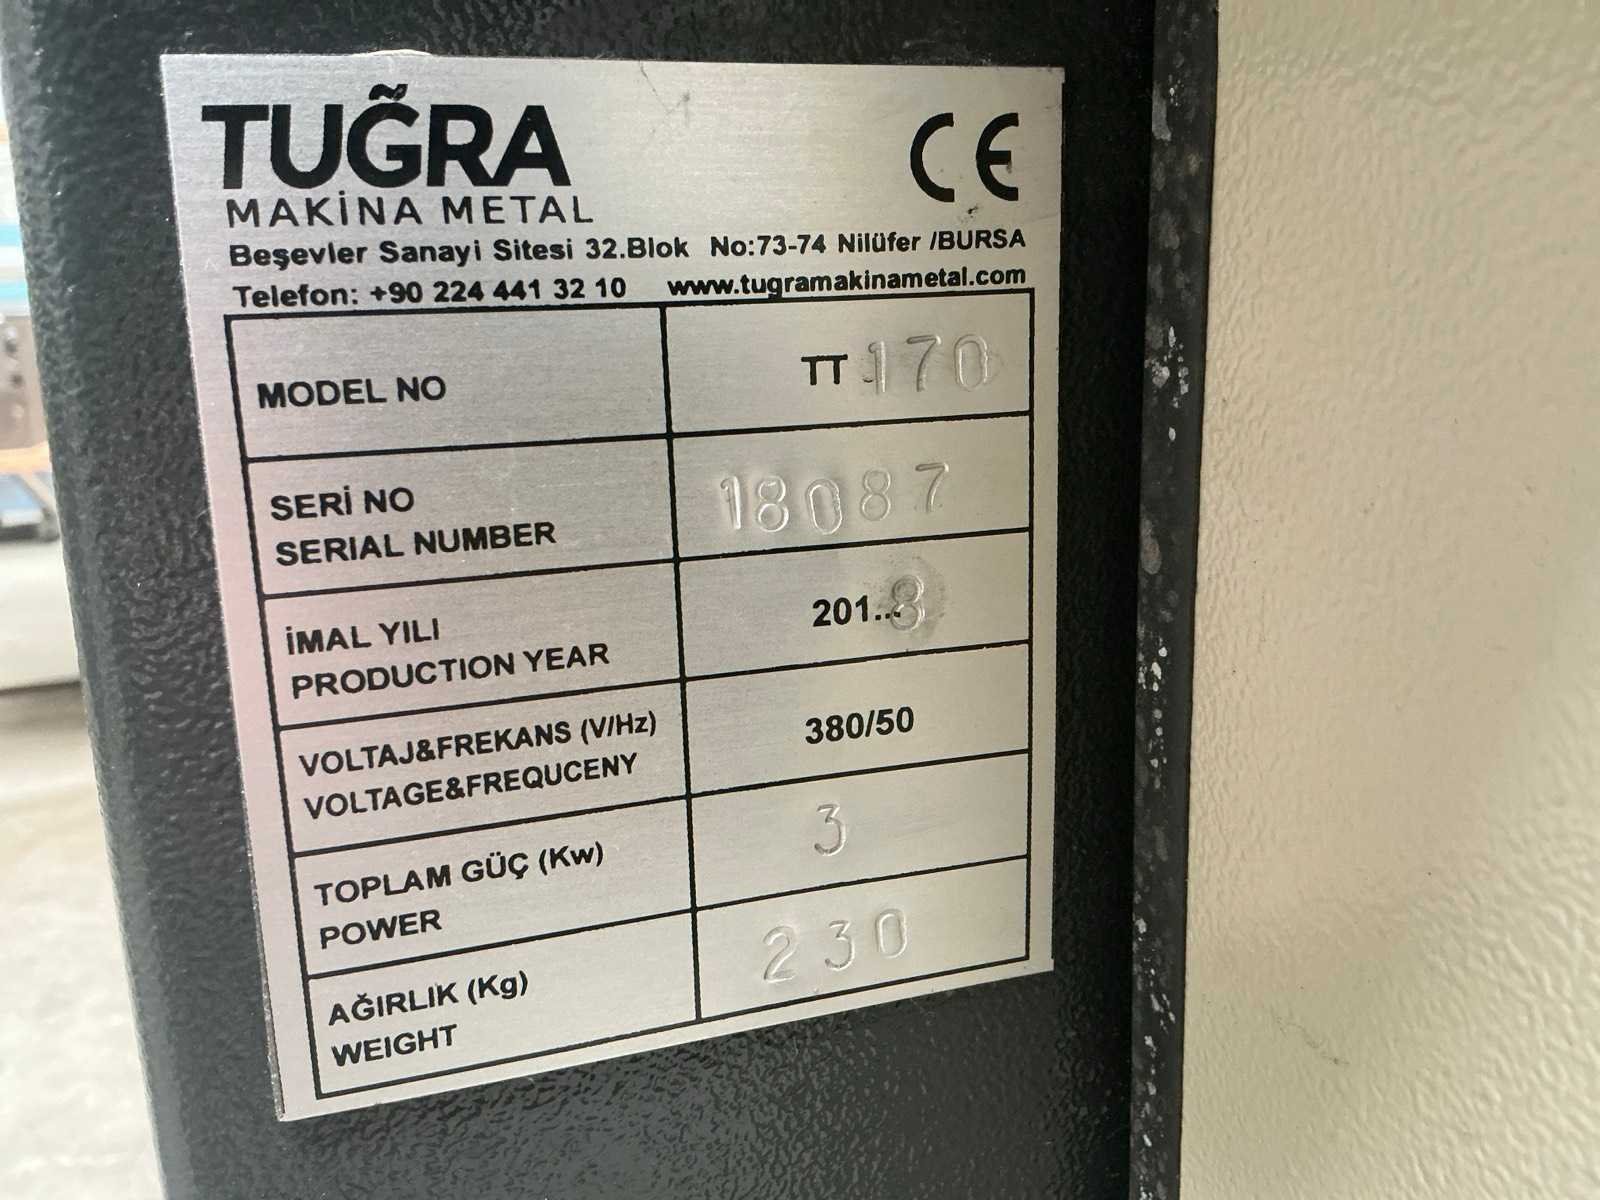 TUĞRA
MAKİNA METAL
CE
Beşevler Sanayi Sitesi 32.Blok No:73-74 Nilüfer /BURSA
Telefon: +90 224 441 32 10 www.tugramakinametal.com
MODEL NO TT 170
SERİ NO
SERIAL NUMBER 18087
İMAL YILI
PRODUCTION YEAR 201...8
VOLTAJ&FREKANS (V/Hz)
VOLTAGE&FREQUCENY 380/50
TOPLAM GÜÇ (Kw)
POWER 3
AĞIRLIK (Kg)
WEIGHT 230